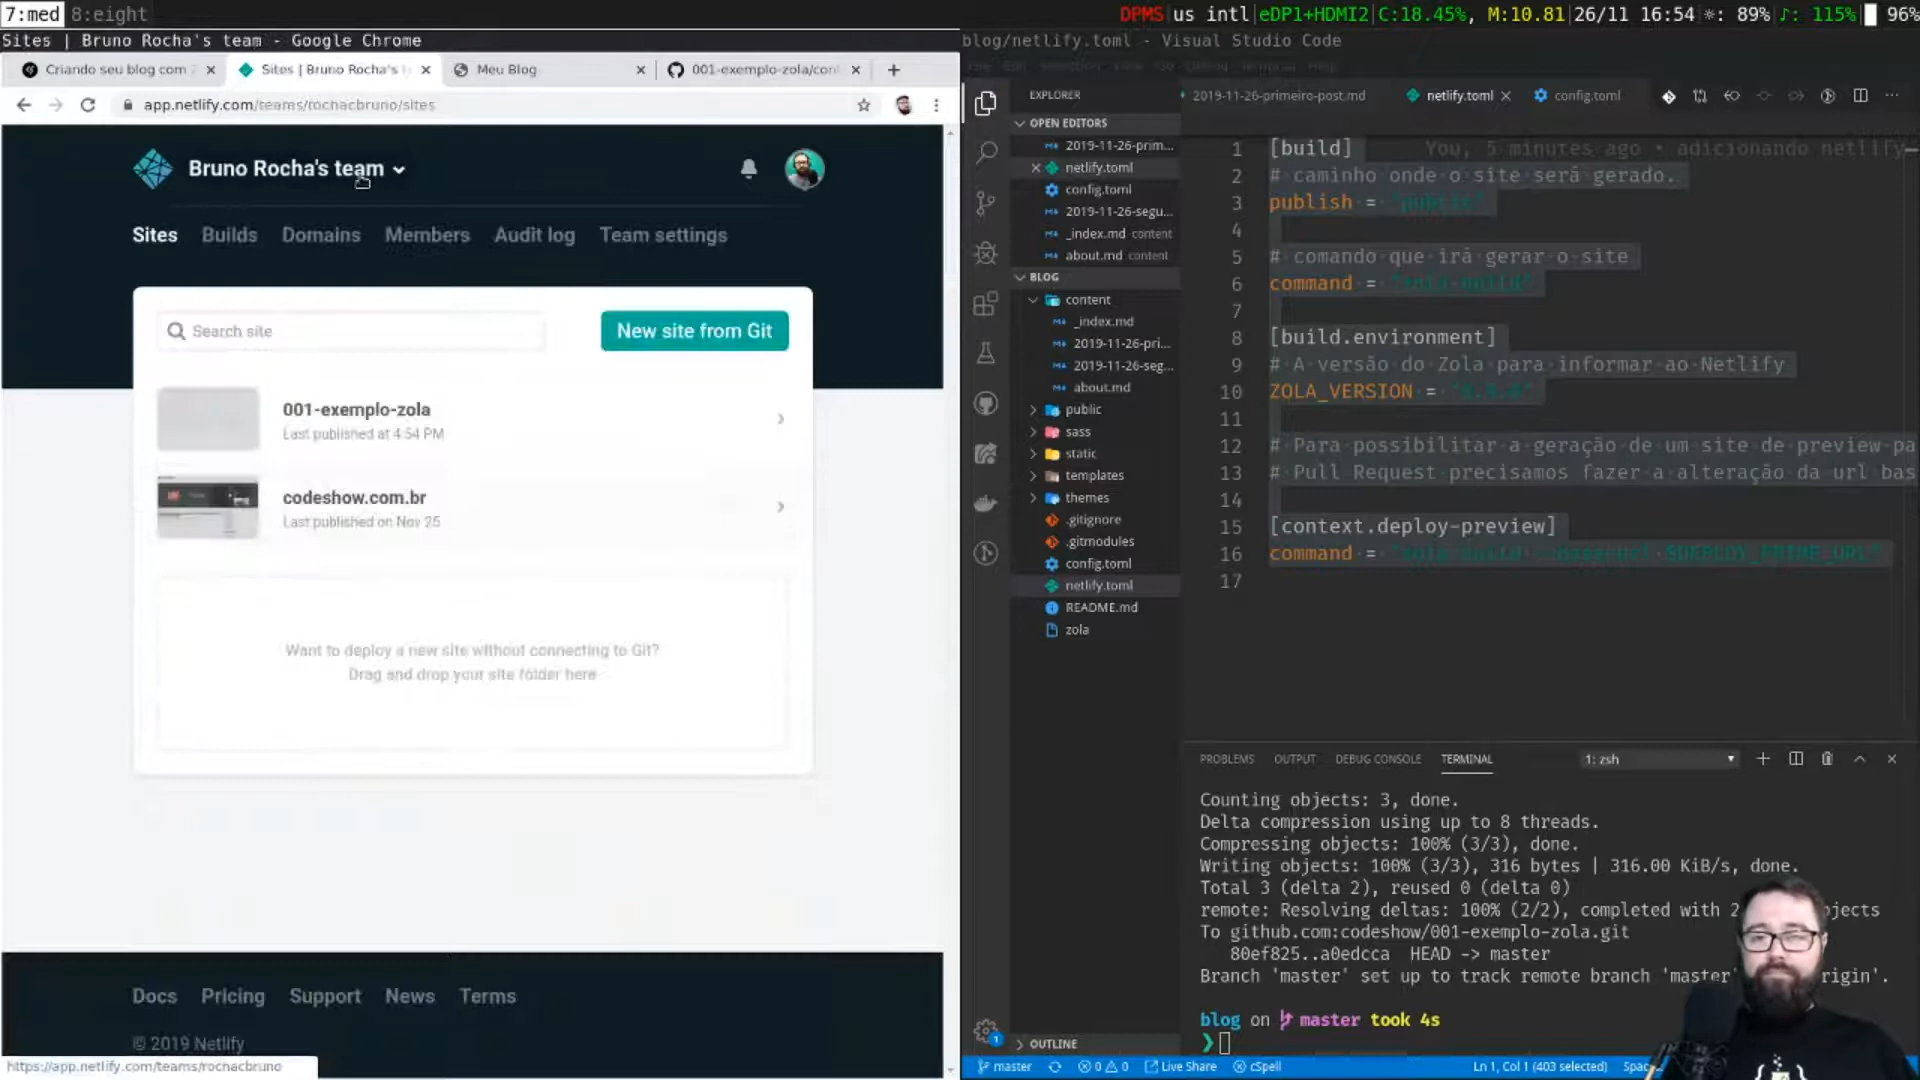 7:med 8:eight
DPMS us intl|eDP1+HDMI2|C:18.45%, M:10.81|26/11 16:54 ☀: 89% ♪: 115% 96%
Sites | Bruno Rocha's team - Google Chrome
Criando seu blog com
Sites | Bruno Rocha's t
Meu Blog
001-exemplo-zola/con
app.netlify.com/teams/rochacbruno/sites
Bruno Rocha's team
Sites Builds Domains Members Audit log Team settings
Search site
New site from Git
001-exemplo-zola
Last published at 4:54 PM
codeshow.com.br
Last published on Nov 25
Want to deploy a new site without connecting to Git?
Drag and drop your site folder here
Docs Pricing Support News Terms
© 2019 Netlify
https://app.netlify.com/teams/rochacbruno
blog/netlify.toml - Visual Studio Code
EXPLORER
OPEN EDITORS
2019-11-26-prim...
netlify.toml
config.toml
2019-11-26-segu...
_index.md content
about.md content
BLOG
content
_index.md
2019-11-26-pri...
2019-11-26-seg...
about.md
public
sass
static
templates
themes
.gitignore
.gitmodules
config.toml
netlify.toml
README.md
zola
OUTLINE
2019-11-26-primeiro-post.md
netlify.toml
config.toml
1 [build] You, 5 minutes ago • adicionando netlify
2 # caminho onde o site será gerado.
3 publish = "public"
4
5 # comando que irá gerar o site
6 command = "zola build"
7
8 [build.environment]
9 # A versão do Zola para informar ao Netlify
10 ZOLA_VERSION =
11
12 # Para possibilitar a geração de um site de preview pa
13 # Pull Request precisamos fazer a alteração da url bas
14
15 [context.deploy-preview]
16 command = "zola build --base-url $DEPLOY_PRIME_URL"
17
PROBLEMS OUTPUT DEBUG CONSOLE TERMINAL 1: zsh
Counting objects: 3, done.
Delta compression using up to 8 threads.
Compressing objects: 100% (3/3), done.
Writing objects: 100% (3/3), 316 bytes | 316.00 KiB/s, done.
Total 3 (delta 2), reused 0 (delta 0)
remote: Resolving deltas: 100% (2/2), completed with 2 jects
To github.com:codeshow/001-exemplo-zola.git
80ef825..a0edcca HEAD -> master
Branch 'master' set up to track remote branch 'master' rigin'.
blog on master took 4s
❯
master 0 0 Live Share cSpell Ln 1, Col 1 (403 selected) Spac